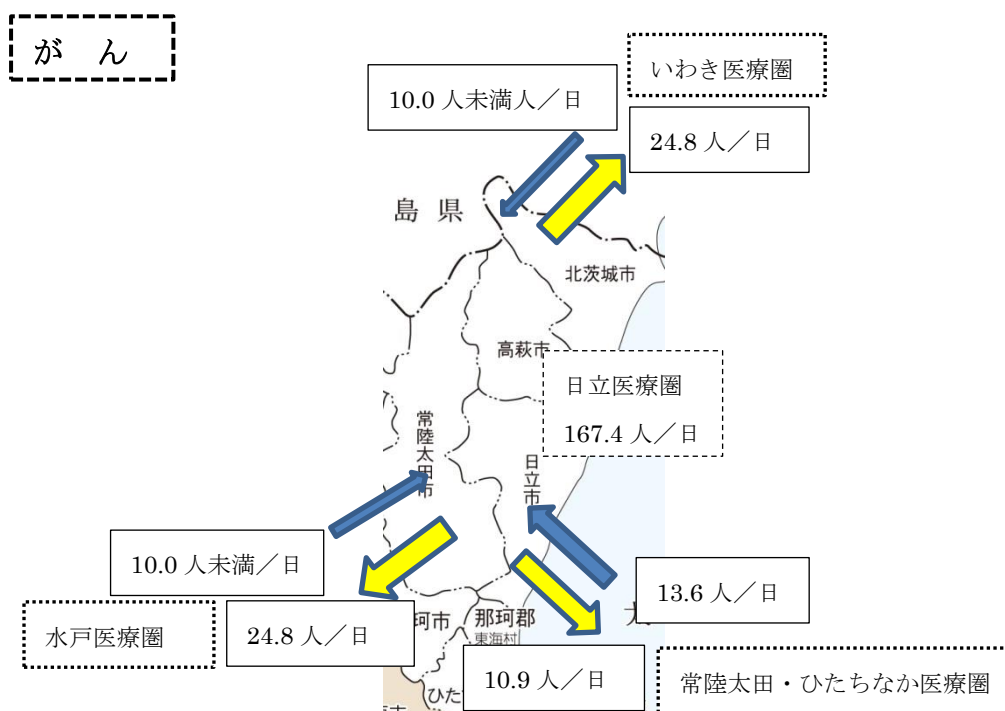 が ん
いわき医療圏
10.0 人未満人／日
24.8 人／日
島 県
北茨城市
高萩市
日立医療圏
167.4 人／日
常陸太田市
日立市
10.0 人未満／日
13.6 人／日
水戸医療圏
24.8 人／日
珂市
那珂郡
東海村
10.9 人／日
常陸太田・ひたちなか医療圏
ひた